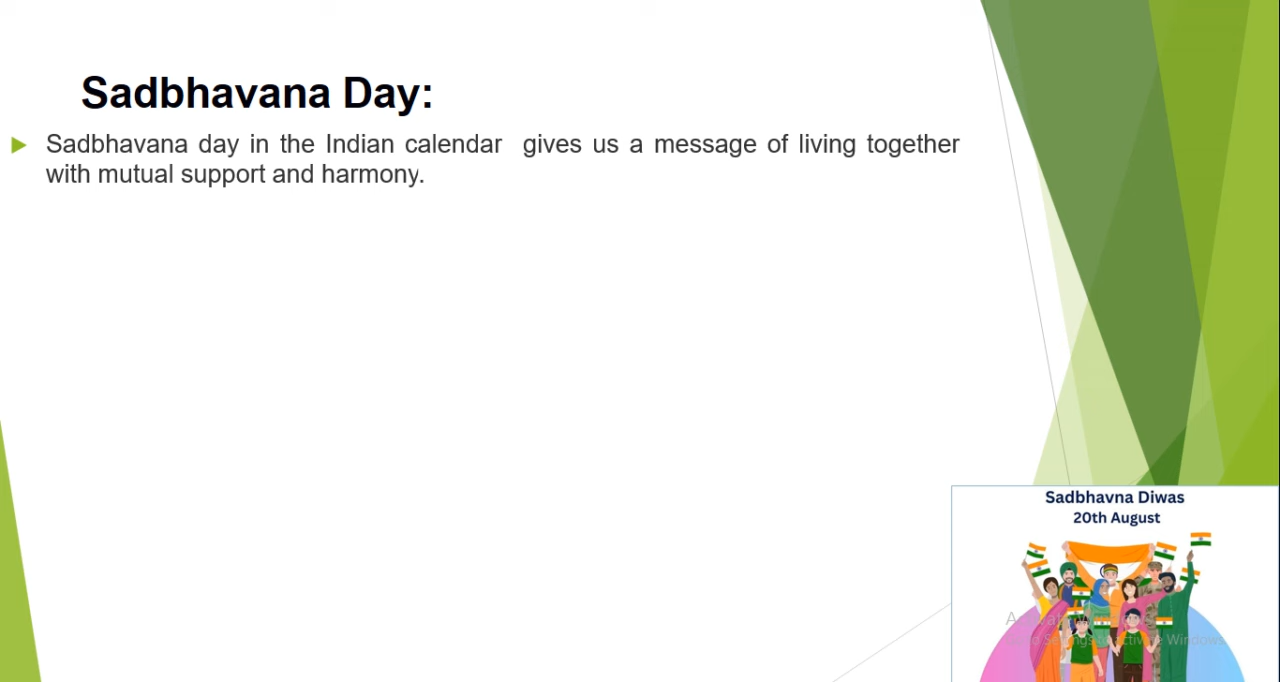 Sadbhavana Day:
Sadbhavana day in the Indian calendar gives us a message of living together
with mutual support and harmony.
Sadbhavna Diwas
20th August